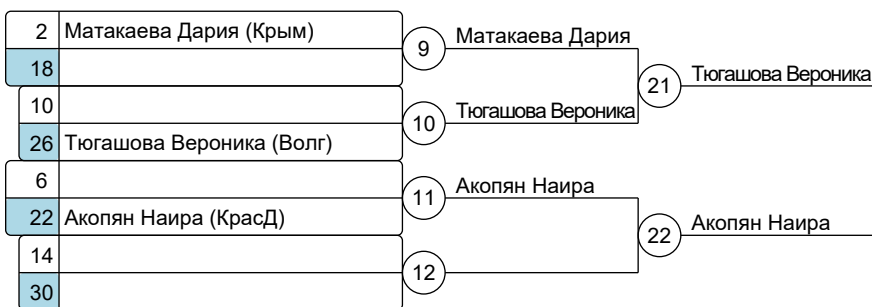 2 Матакаева Дария (Крым)
18
9 Матакаева Дария
21 Тюгашова Вероника
10
26 Тюгашова Вероника (Волг)
10 Тюгашова Вероника
6
22 Акопян Наира (КрасД)
11 Акопян Наира
22 Акопян Наира
14
30
12